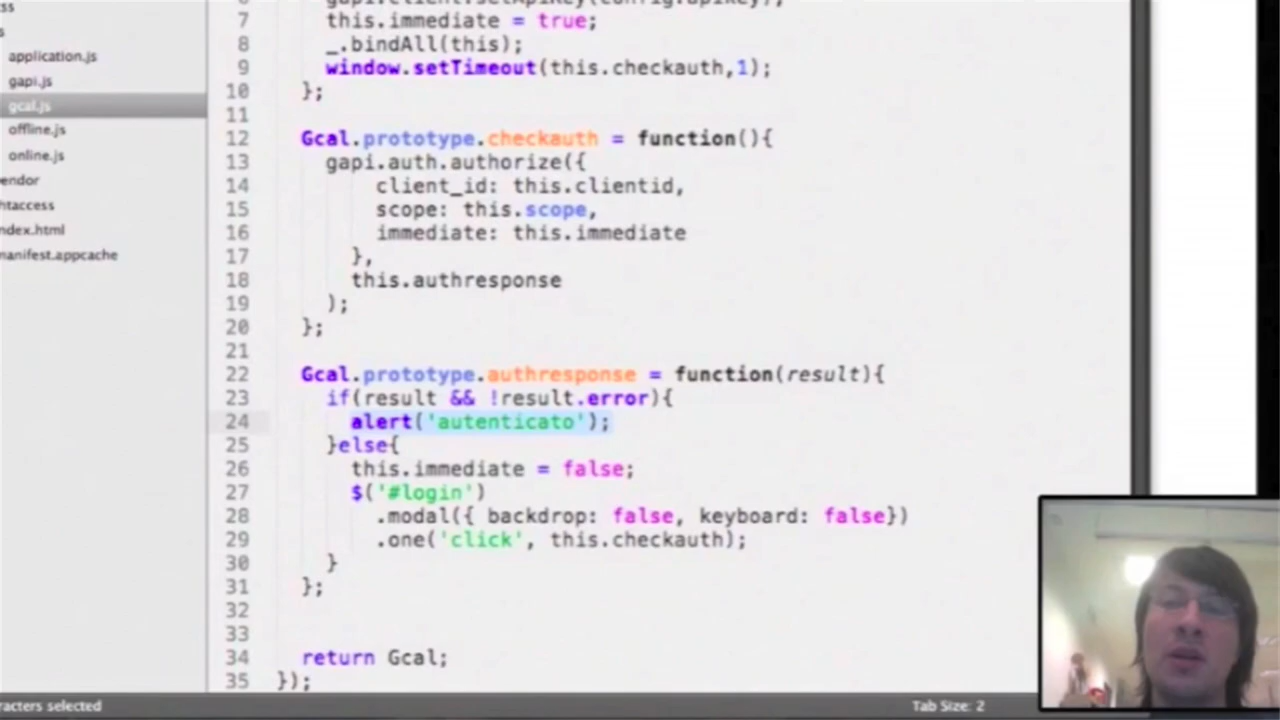 application.js
gapi.js
gcal.js
offline.js
online.js
endor
htaccess
ndex.html
manifest.appcache
7 this.immediate = true;
8 _.bindAll(this);
9 window.setTimeout(this.checkauth,1);
10 };
11
12 Gcal.prototype.checkauth = function(){
13 gapi.auth.authorize({
14 client_id: this.clientid,
15 scope: this.scope,
16 immediate: this.immediate
17 },
18 this.authresponse
19 );
20 };
21
22 Gcal.prototype.authresponse = function(result){
23 if(result && !result.error){
24 alert('autenticato');
25 }else{
26 this.immediate = false;
27 $('#login')
28 .modal({ backdrop: false, keyboard: false})
29 .one('click', this.checkauth);
30 }
31 };
32
33
34 return Gcal;
35 });
racters selected
Tab Size: 2